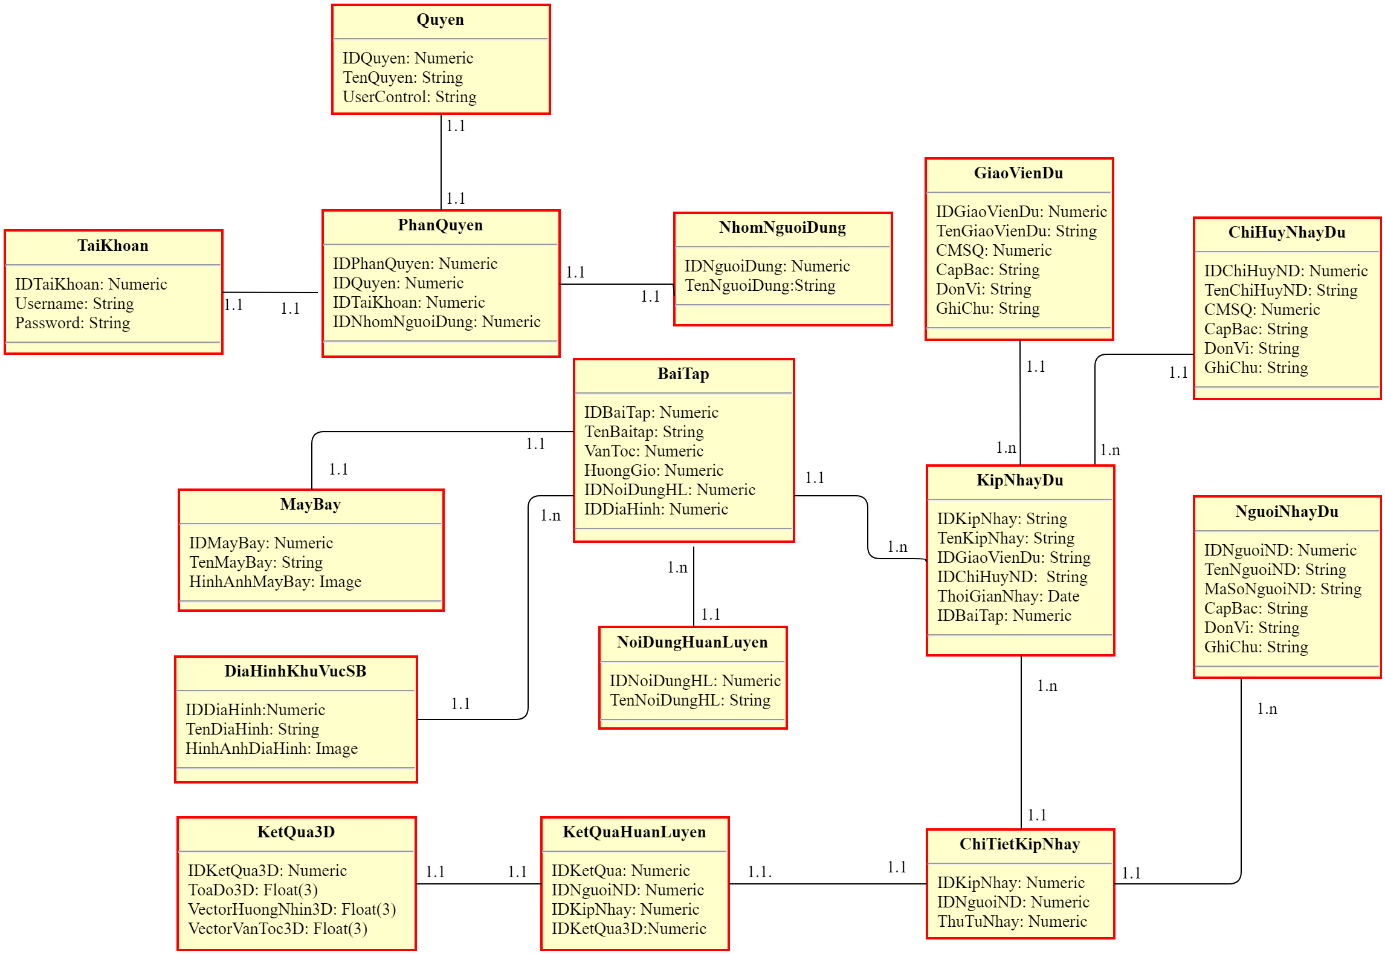 Quyen
IDQuyen: Numeric
TenQuyen: String
UserControl: String
1.1
1.1
PhanQuyen
IDPhanQuyen: Numeric
IDQuyen: Numeric
IDTaiKhoan: Numeric
IDNhomNguoiDung: Numeric
TaiKhoan
IDTaiKhoan: Numeric
Username: String
Password: String
1.1
1.1
1.1
1.1
NhomNguoiDung
IDNguoiDung: Numeric
TenNguoiDung:String
GiaoVienDu
IDGiaoVienDu: Numeric
TenGiaoVienDu: String
CMSQ: Numeric
CapBac: String
DonVi: String
GhiChu: String
1.1
1.n
ChiHuyNhayDu
IDChiHuyND: Numeric
TenChiHuyND: String
CMSQ: Numeric
CapBac: String
DonVi: String
GhiChu: String
1.1
1.n
BaiTap
IDBaiTap: Numeric
TenBaitap: String
VanToc: Numeric
HuongGio: Numeric
IDNoiDungHL: Numeric
IDDiaHinh: Numeric
1.1
1.1
1.n
1.1
1.n
MayBay
IDMayBay: Numeric
TenMayBay: String
HinhAnhMayBay: Image
KipNhayDu
IDKipNhay: String
TenKipNhay: String
IDGiaoVienDu: String
IDChiHuyND:  String
ThoiGianNhay: Date
IDBaiTap: Numeric
NguoiNhayDu
IDNguoiND: Numeric
TenNguoiND: String
MaSoNguoiND: String
CapBac: String
DonVi: String
GhiChu: String
1.n
1.1
NoiDungHuanLuyen
IDNoiDungHL: Numeric
TenNoiDungHL: String
DiaHinhKhuVucSB
IDDiaHinh:Numeric
TenDiaHinh: String
HinhAnhDiaHinh: Image
1.1
1.n
1.n
1.1
KetQua3D
IDKetQua3D: Numeric
ToaDo3D: Float(3)
VectorHuongNhin3D: Float(3)
VectorVanToc3D: Float(3)
1.1
1.1
KetQuaHuanLuyen
IDKetQua: Numeric
IDNguoiND: Numeric
IDKipNhay: Numeric
IDKetQua3D:Numeric
1.1.
1.1
ChiTietKipNhay
IDKipNhay: Numeric
IDNguoiND: Numeric
ThuTuNhay: Numeric
1.1